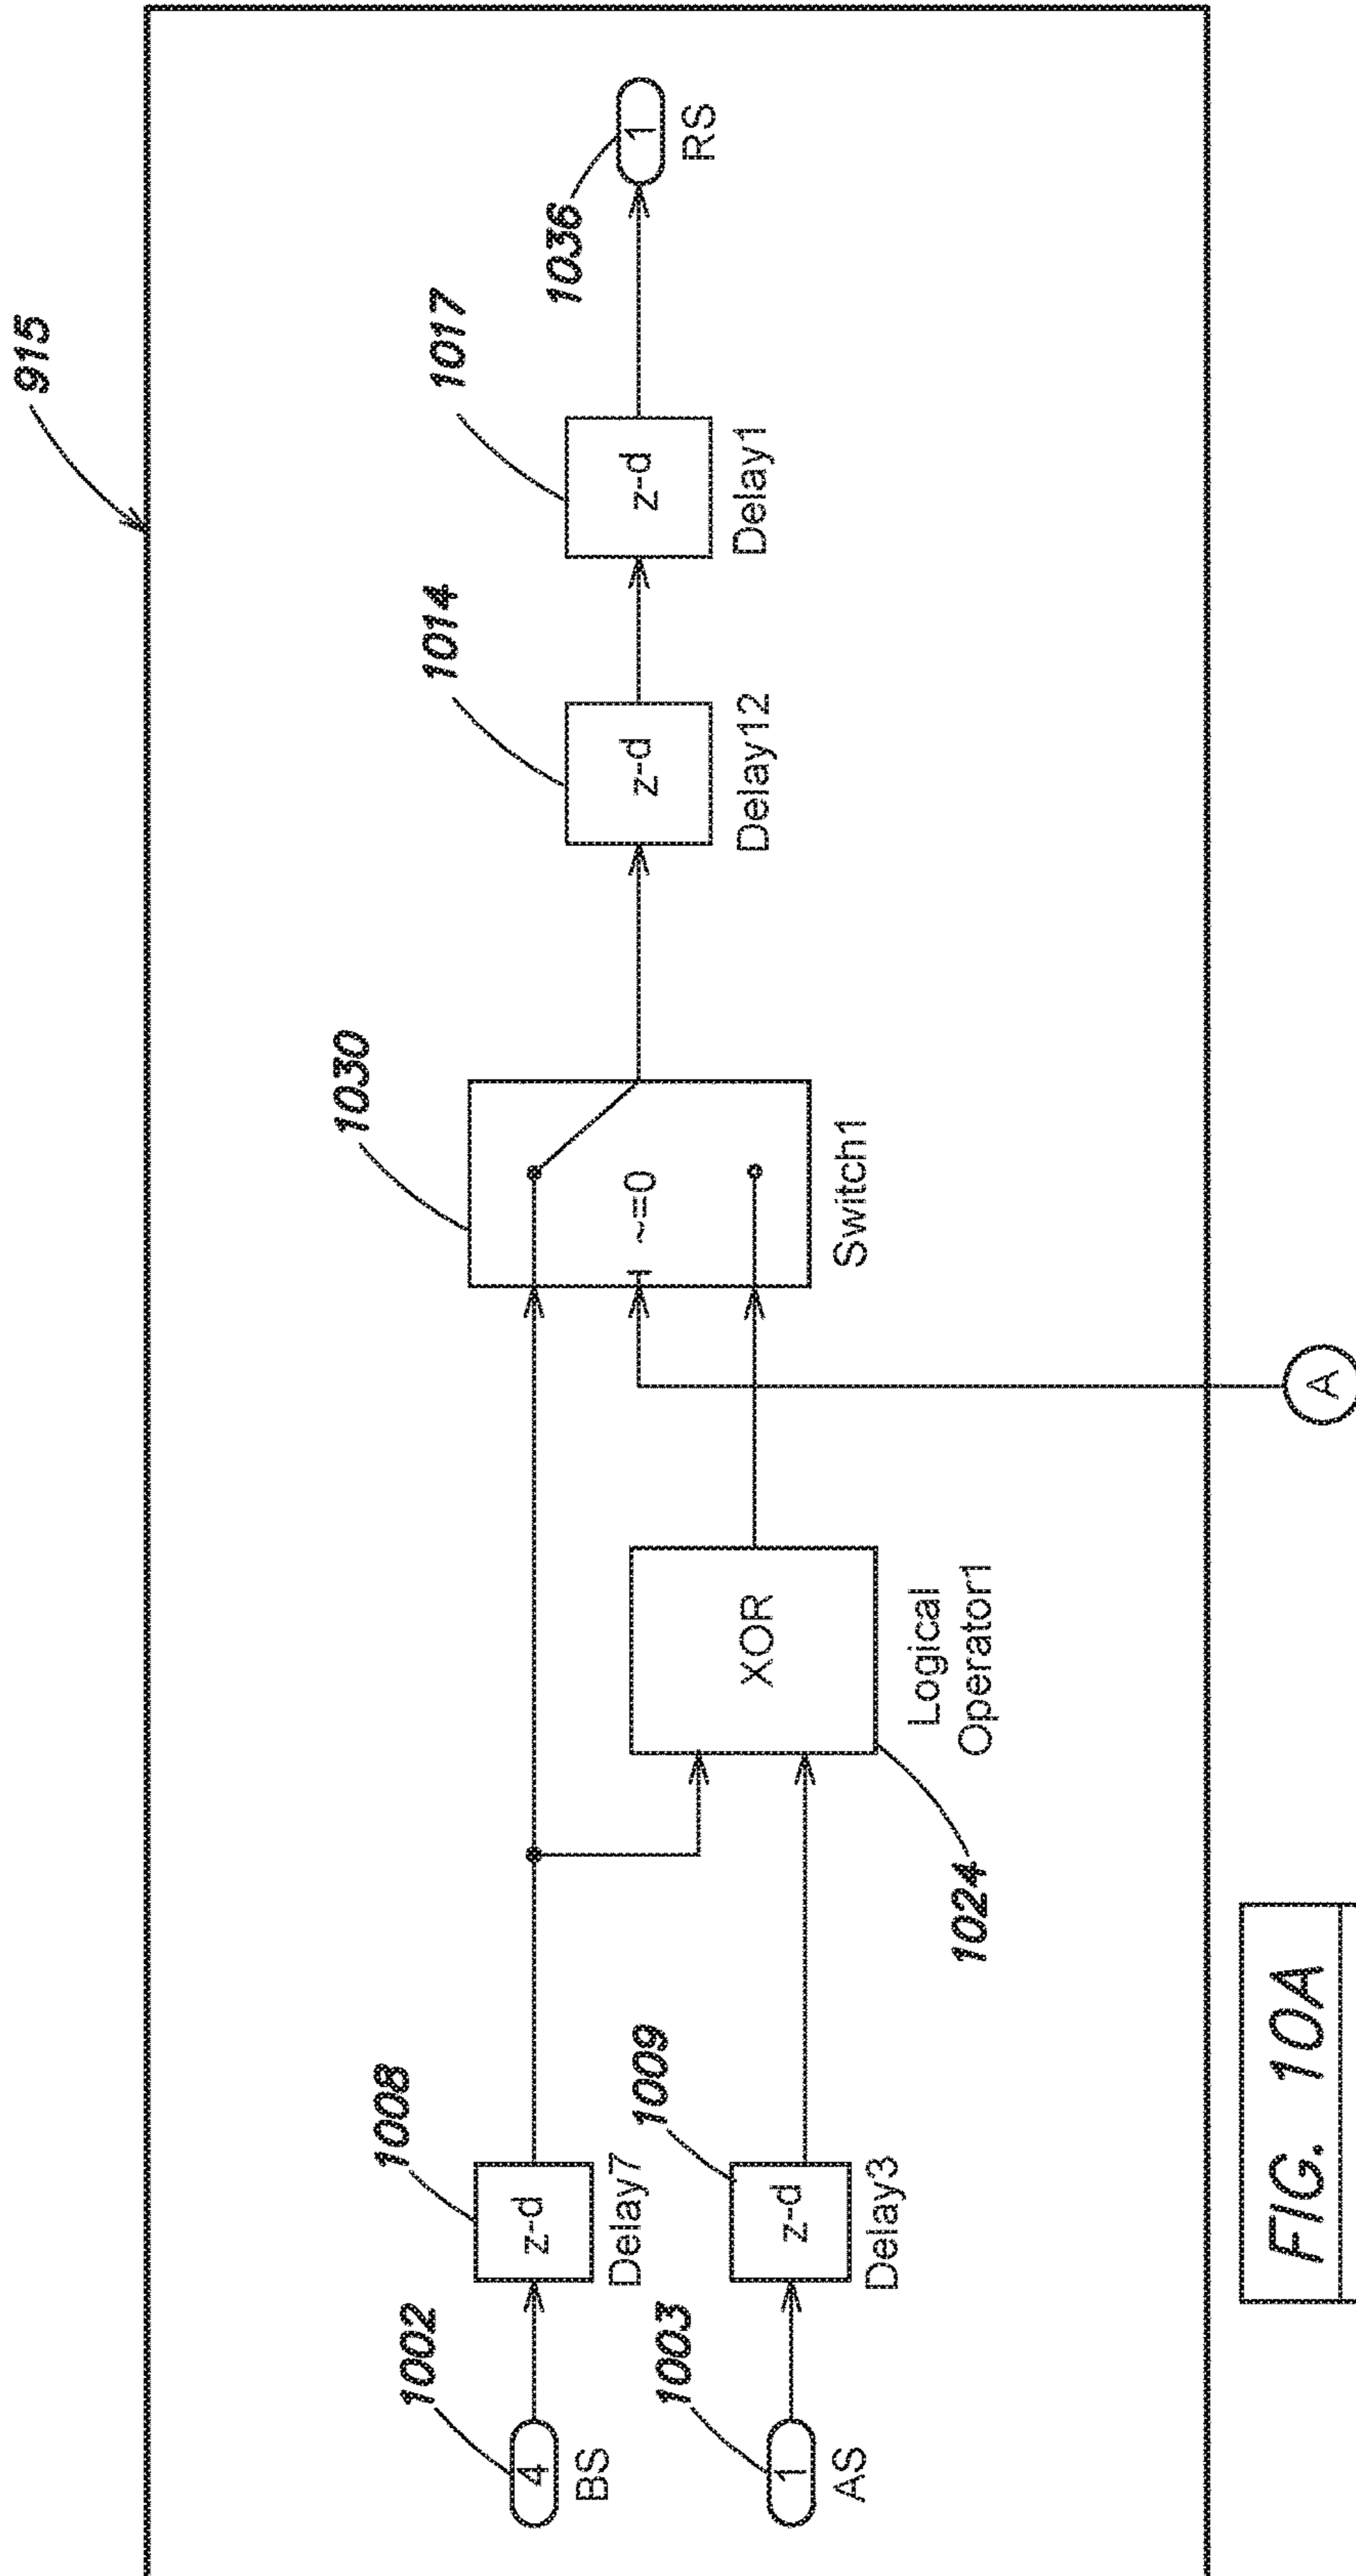 915
1002
4
BS
1008
z-d
Delay7
1003
1
AS
1009
z-d
Delay3
1024
XOR
Logical
Operator1
1030
~=0
Switch1
1014
z-d
Delay12
1017
z-d
Delay1
1036
1
RS
A
FIG. 10A